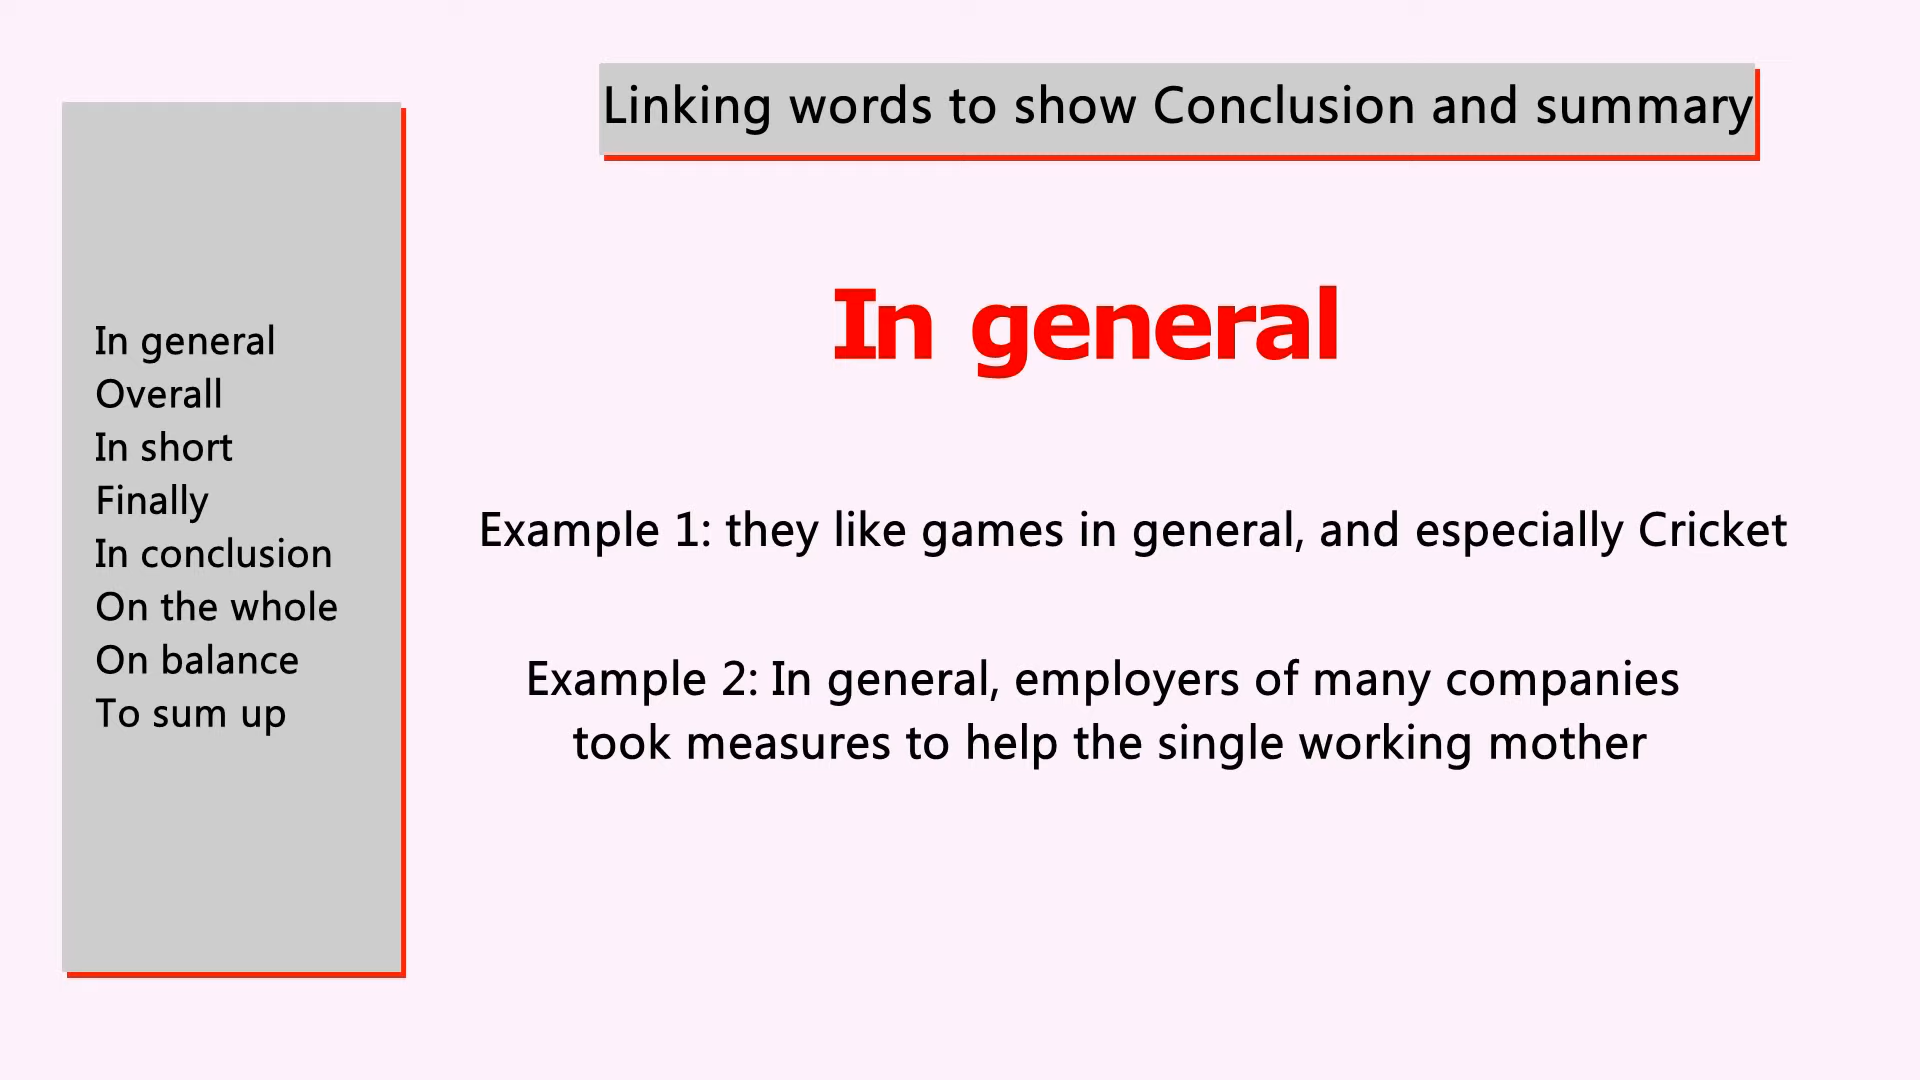 Linking words to show Conclusion and summary
In general
Overall
In short
Finally
In conclusion
On the whole
On balance
To sum up
In general
Example 1: they like games in general, and especially Cricket
Example 2: In general, employers of many companies
took measures to help the single working mother